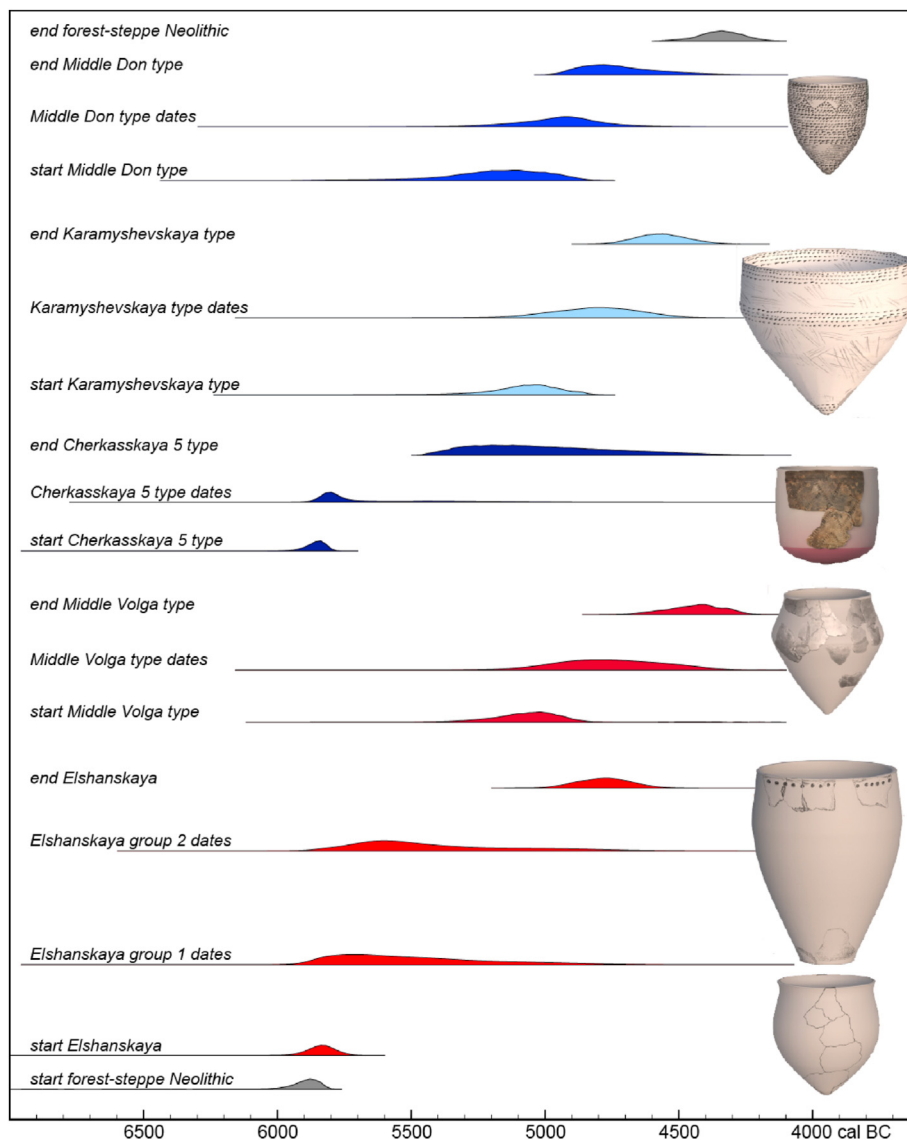 end forest-steppe Neolithic
end Middle Don type
Middle Don type dates
start Middle Don type
end Karamyshevskaya type
Karamyshevskaya type dates
start Karamyshevskaya type
end Cherkasskaya 5 type
Cherkasskaya 5 type dates
start Cherkasskaya 5 type
end Middle Volga type
Middle Volga type dates
start Middle Volga type
end Elshanskaya
Elshanskaya group 2 dates
Elshanskaya group 1 dates
start Elshanskaya
start forest-steppe Neolithic
6500 6000 5500 5000 4500 4000 cal BC